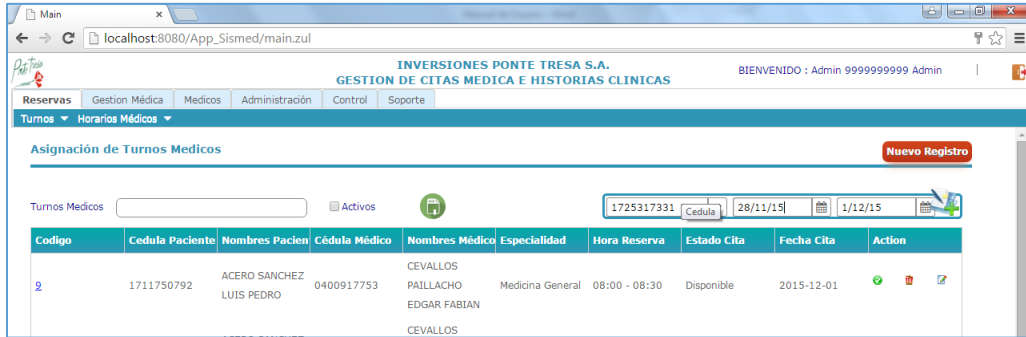 Main
localhost:8080/App_Sismed/main.zul
Ponte Tresa
INVERSIONES PONTE TRESA S.A.
GESTION DE CITAS MEDICA E HISTORIAS CLINICAS
BIENVENIDO : Admin 9999999999 Admin
Reservas Gestion Médica Medicos Administración Control Soporte
Turnos Horarios Médicos
Asignación de Turnos Medicos
Nuevo Registro
Turnos Medicos Activos 1725317331 Cedula 28/11/15 1/12/15
Codigo Cedula Paciente Nombres Pacien Cédula Médico Nombres Médico Especialidad Hora Reserva Estado Cita Fecha Cita Action
9 1711750792 ACERO SANCHEZ LUIS PEDRO 0400917753 CEVALLOS PAILLACHO EDGAR FABIAN Medicina General 08:00 - 08:30 Disponible 2015-12-01
CEVALLOS